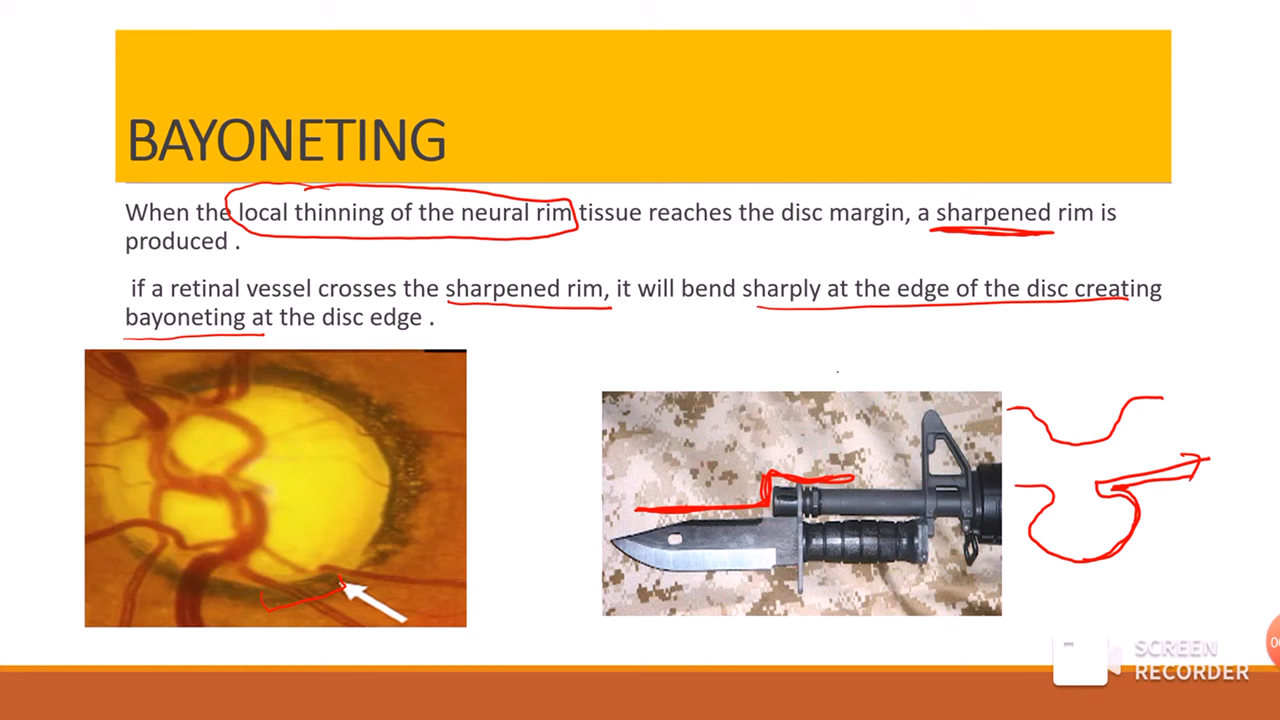 BAYONETING
When the local thinning of the neural rim tissue reaches the disc margin, a sharpened rim is
produced .
if a retinal vessel crosses the sharpened rim, it will bend sharply at the edge of the disc creating
bayoneting at the disc edge .
SCREEN
RECORDER